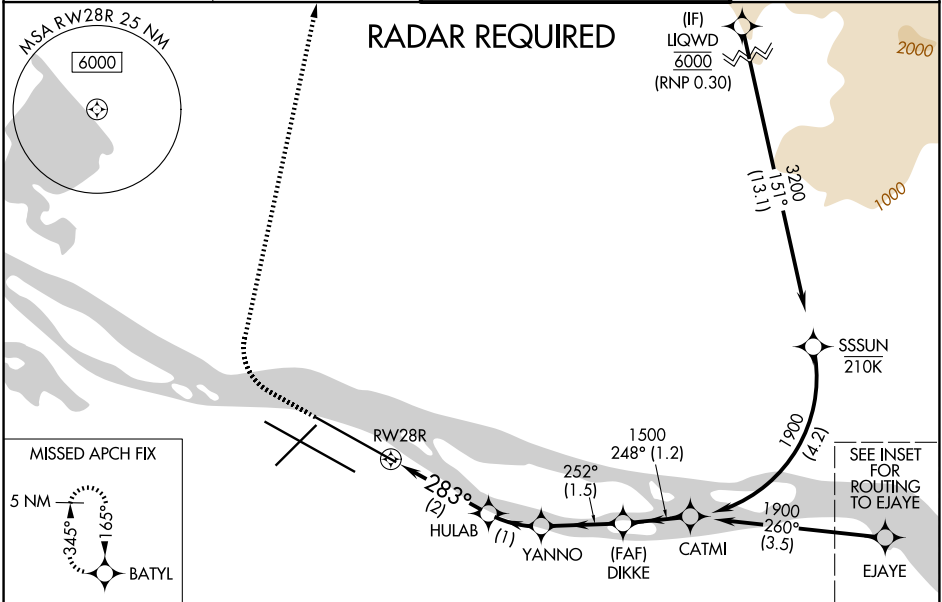 MSA RW28R 25 NM
6000
RADAR REQUIRED
(IF)
LIQWD
6000
(RNP 0.30)
2000
1000
3200
151°
(13.1)
SSSUN
210K
1900
(4.2)
RW28R
283°
(2)
HULAB
(1)
YANNO
252°
(1.5)
(FAF)
DIKKE
1500
248° (1.2)
CATMI
1900
260°
(3.5)
SEE INSET
FOR
ROUTING
TO EJAYE
EJAYE
MISSED APCH FIX
5 NM
345°
165°
BATYL